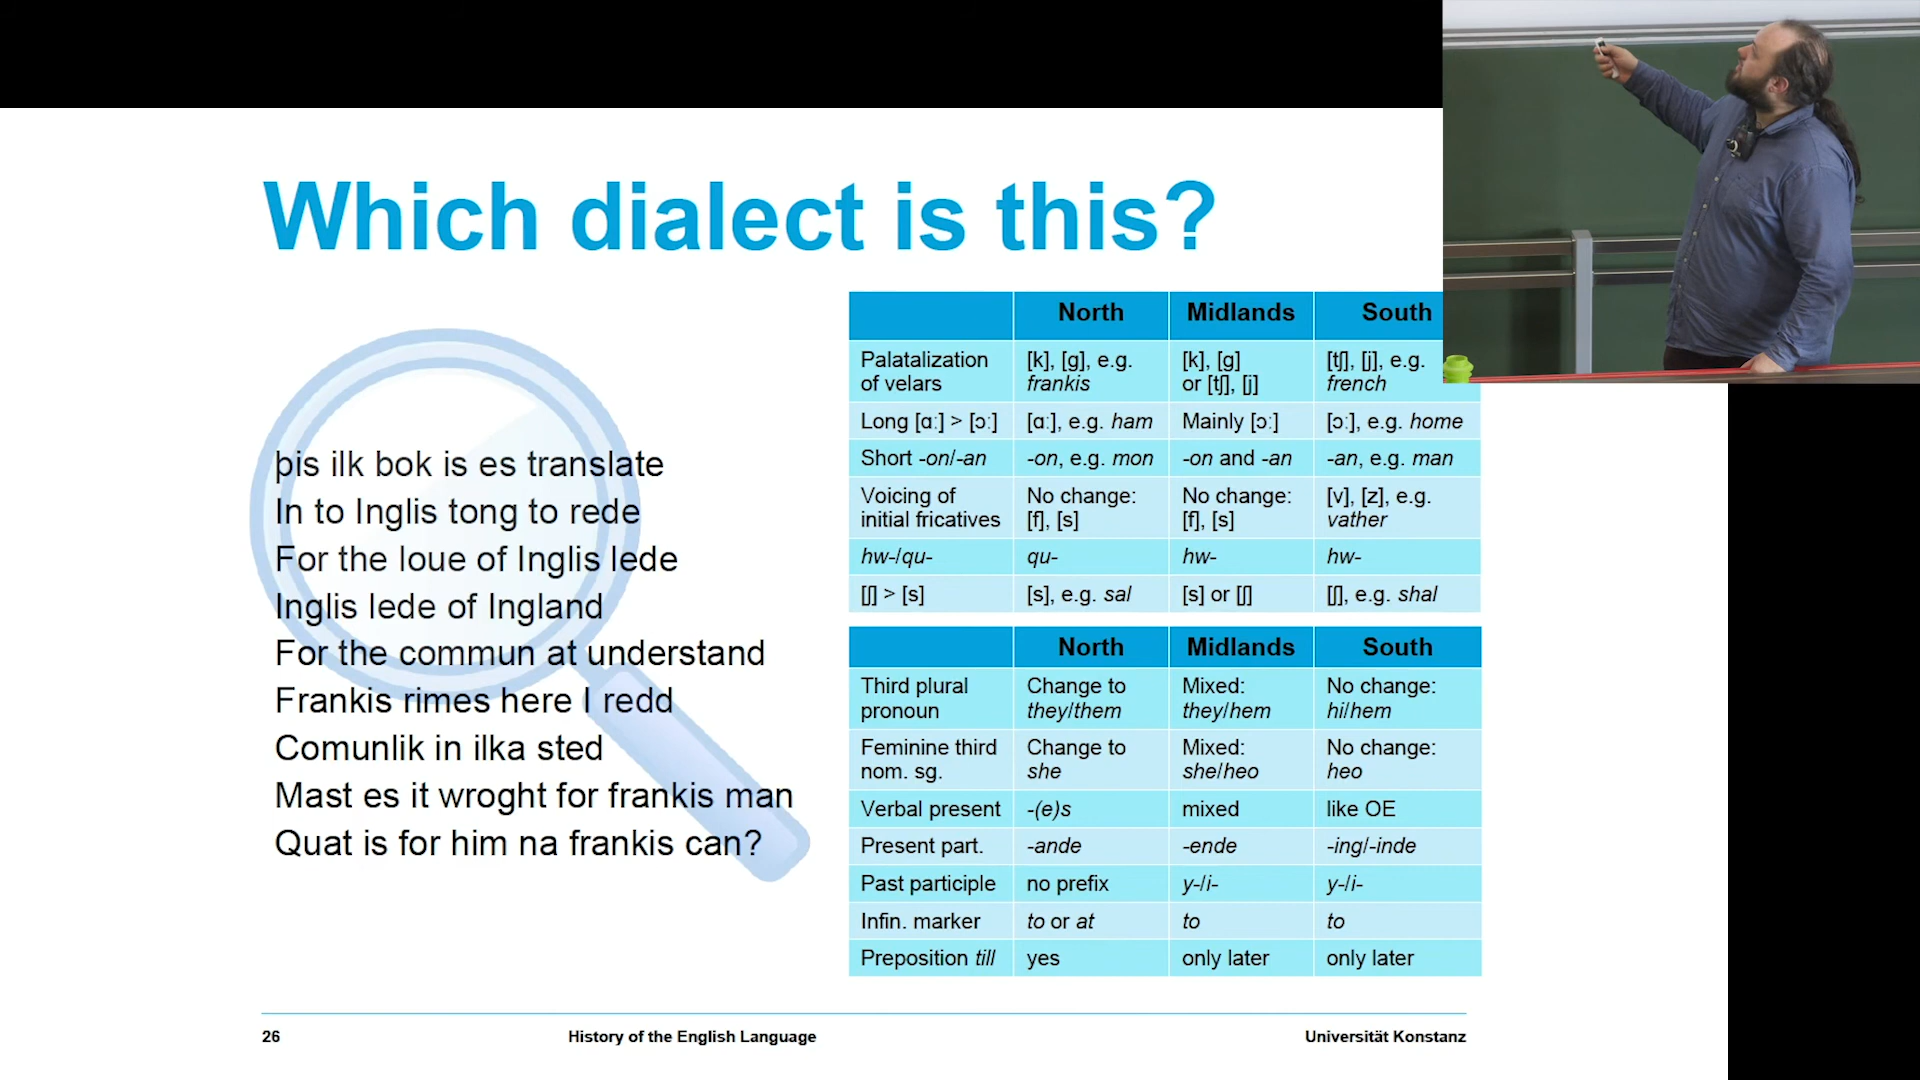 Which dialect is this?
þis ilk bok is es translate
In to Inglis tong to rede
For the loue of Inglis lede
Inglis lede of Ingland
For the commun at understand
Frankis rimes here I redd
Comunlik in ilka sted
Mast es it wroght for frankis man
Quat is for him na frankis can?
North Midlands South
Palatalization of velars [k], [g], e.g. frankis [k], [g] or [tʃ], [j] [tʃ], [j], e.g. french
Long [ɑː] > [ɔː] [ɑː], e.g. ham Mainly [ɔː] [ɔː], e.g. home
Short -on/-an -on, e.g. mon -on and -an -an, e.g. man
Voicing of initial fricatives No change: [f], [s] No change: [f], [s] [v], [z], e.g. vather
hw-/qu- qu- hw- hw-
[ʃ] > [s] [s], e.g. sal [s] or [ʃ] [ʃ], e.g. shal
North Midlands South
Third plural pronoun Change to they/them Mixed: they/hem No change: hi/hem
Feminine third nom. sg. Change to she Mixed: she/heo No change: heo
Verbal present -(e)s mixed like OE
Present part. -ande -ende -ing/-inde
Past participle no prefix y-/i- y-/i-
Infin. marker to or at to to
Preposition till yes only later only later
26 History of the English Language Universität Konstanz